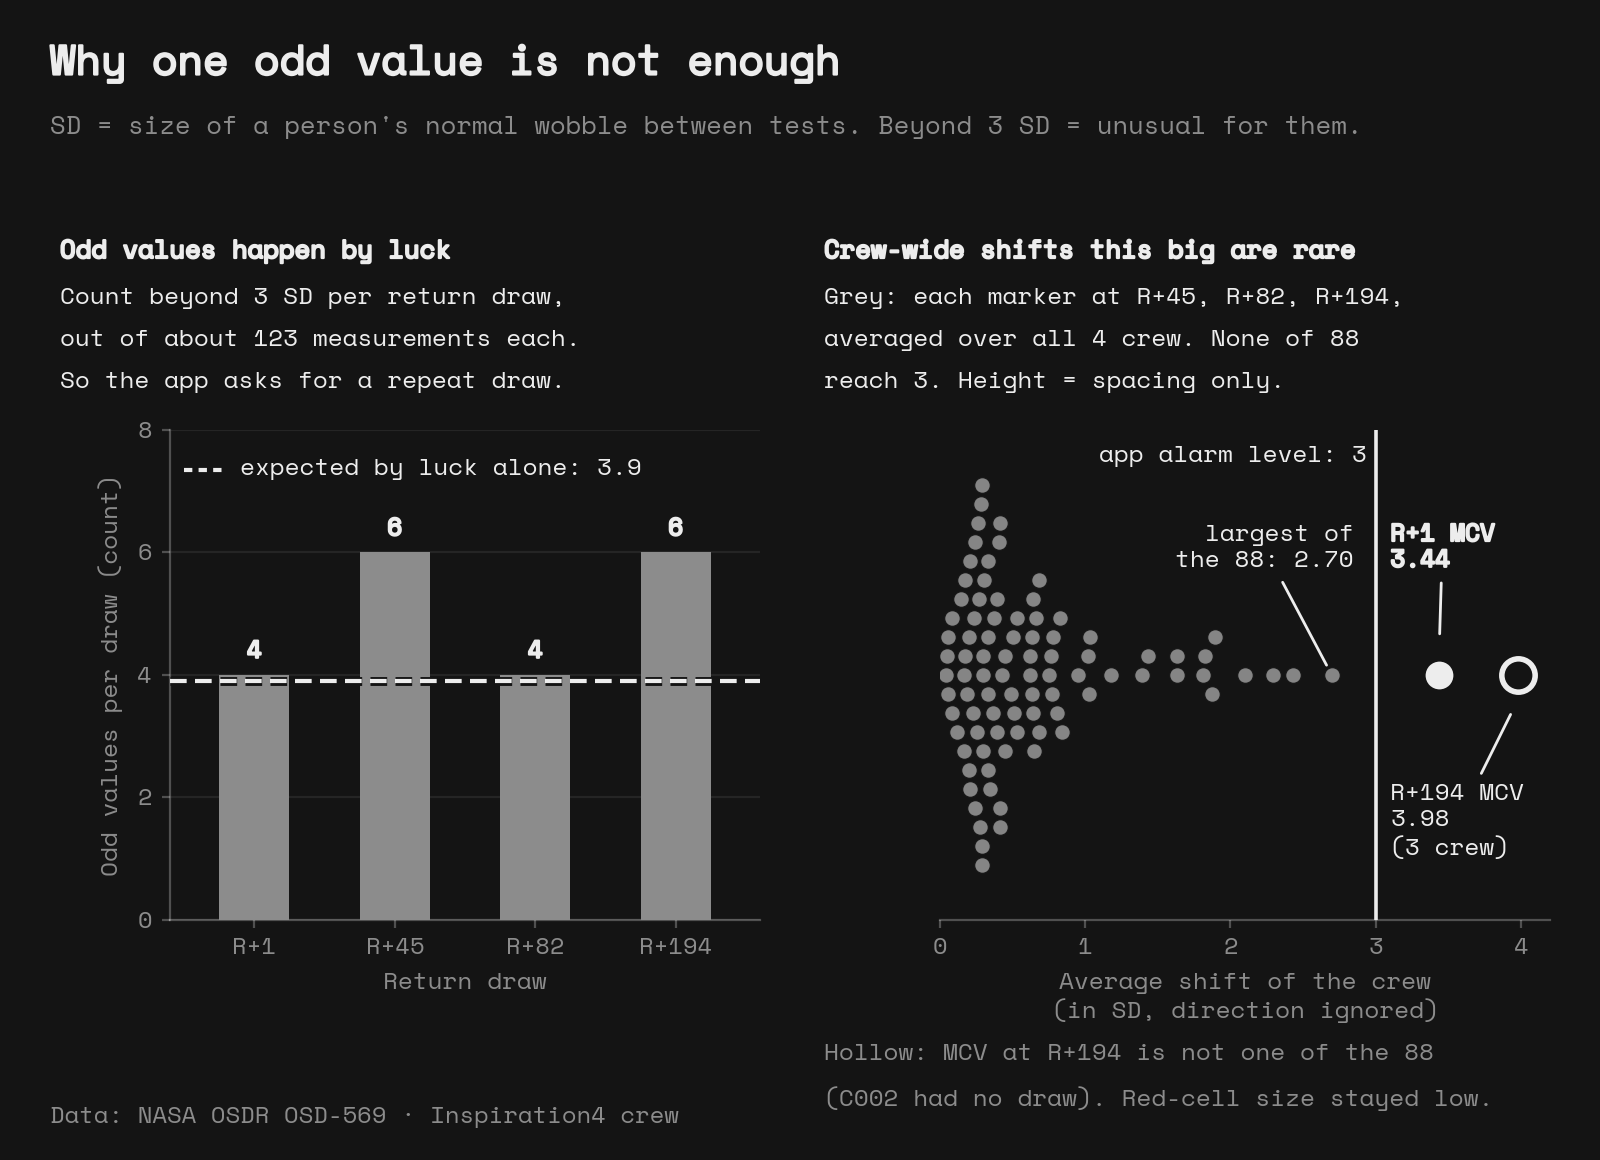 Why one odd value is not enough
SD = size of a person's normal wobble between tests. Beyond 3 SD = unusual for them.
Odd values happen by luck
Count beyond 3 SD per return draw,
out of about 123 measurements each.
So the app asks for a repeat draw.
8
6
4
2
0
Odd values per draw (count)
expected by luck alone: 3.9
4
6
4
6
R+1
R+45
R+82
R+194
Return draw
Crew-wide shifts this big are rare
Grey: each marker at R+45, R+82, R+194,
averaged over all 4 crew. None of 88
reach 3. Height = spacing only.
app alarm level: 3
largest of
the 88: 2.70
R+1 MCV
3.44
R+194 MCV
3.98
(3 crew)
0
1
2
3
4
Average shift of the crew
(in SD, direction ignored)
Hollow: MCV at R+194 is not one of the 88
(C002 had no draw). Red-cell size stayed low.
Data: NASA OSDR OSD-569 · Inspiration4 crew